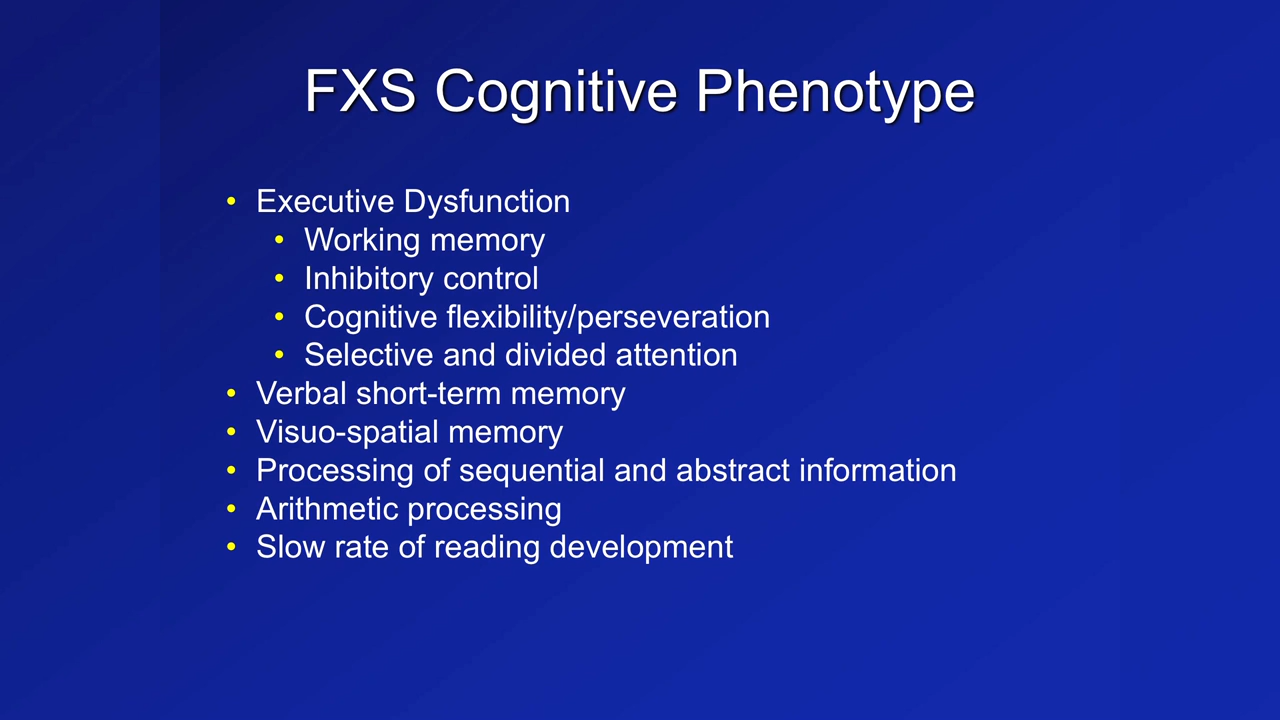 FXS Cognitive Phenotype
• Executive Dysfunction
• Working memory
• Inhibitory control
• Cognitive flexibility/perseveration
• Selective and divided attention
• Verbal short-term memory
• Visuo-spatial memory
• Processing of sequential and abstract information
• Arithmetic processing
• Slow rate of reading development